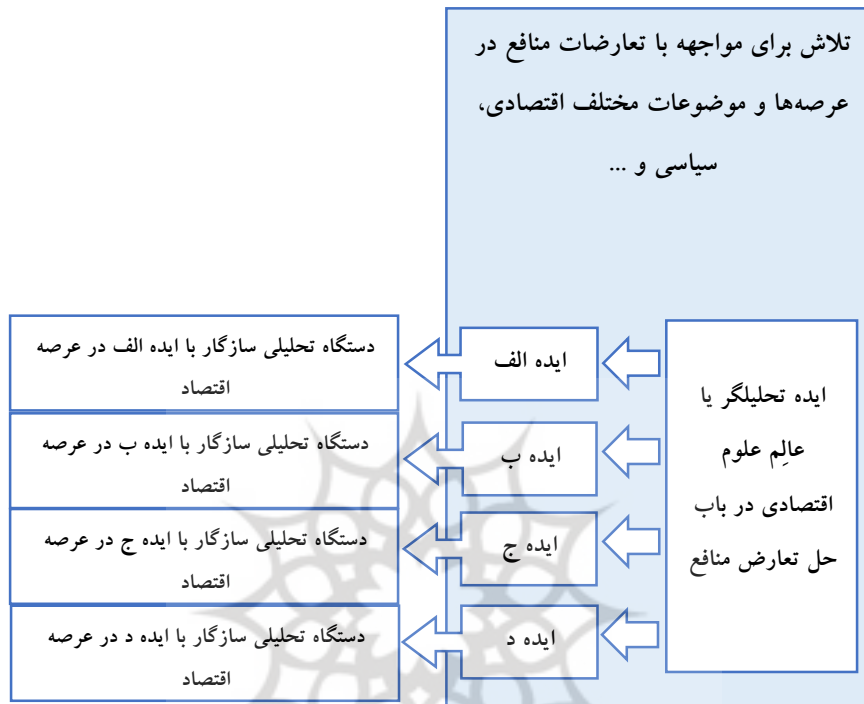 تلاش برای مواجهه با تعارضات منافع در
عرصه‌ها و موضوعات مختلف اقتصادی،
سیاسی و ...
ایده تحلیلگر یا
عالِم علوم
اقتصادی در باب
حل تعارض منافع
ایده الف
دستگاه تحلیلی سازگار با ایده الف در عرصه
اقتصاد
ایده ب
دستگاه تحلیلی سازگار با ایده ب در عرصه
اقتصاد
ایده ج
دستگاه تحلیلی سازگار با ایده ج در عرصه
اقتصاد
ایده د
دستگاه تحلیلی سازگار با ایده د در عرصه
اقتصاد